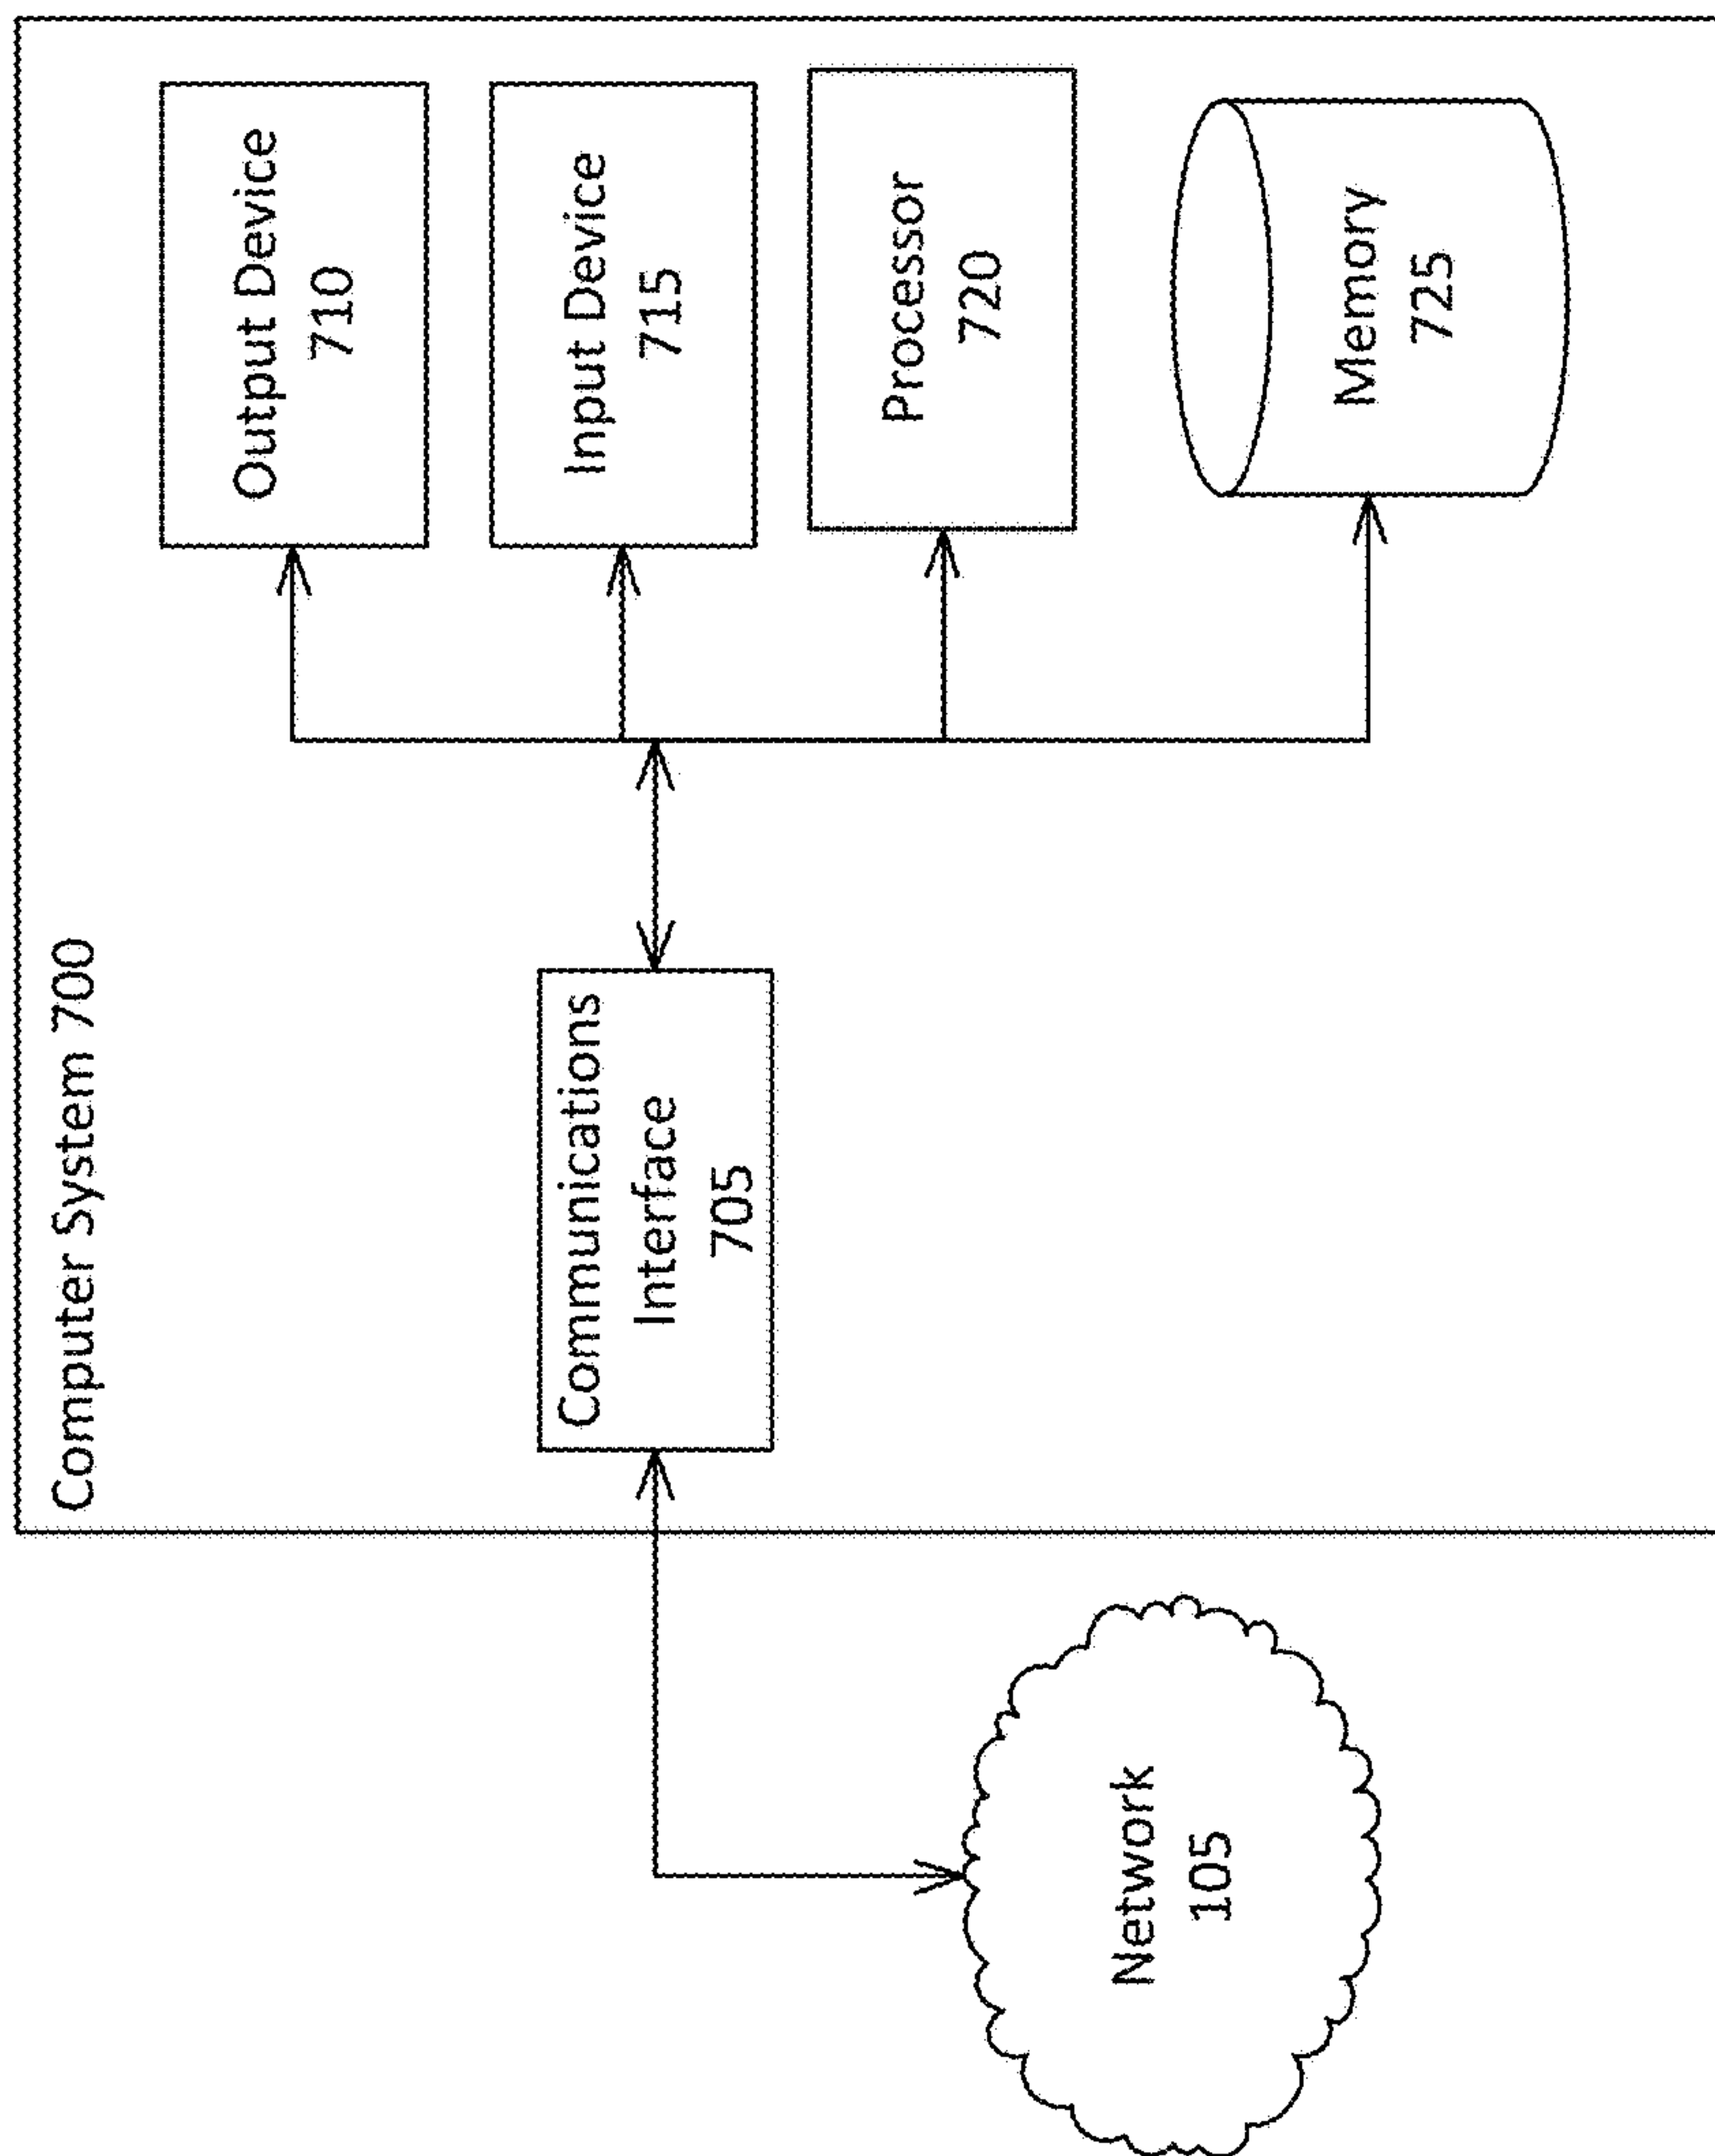 Computer System 700
Output Device
710
Input Device
715
Processor
720
Memory
725
Communications
Interface
705
Network
105